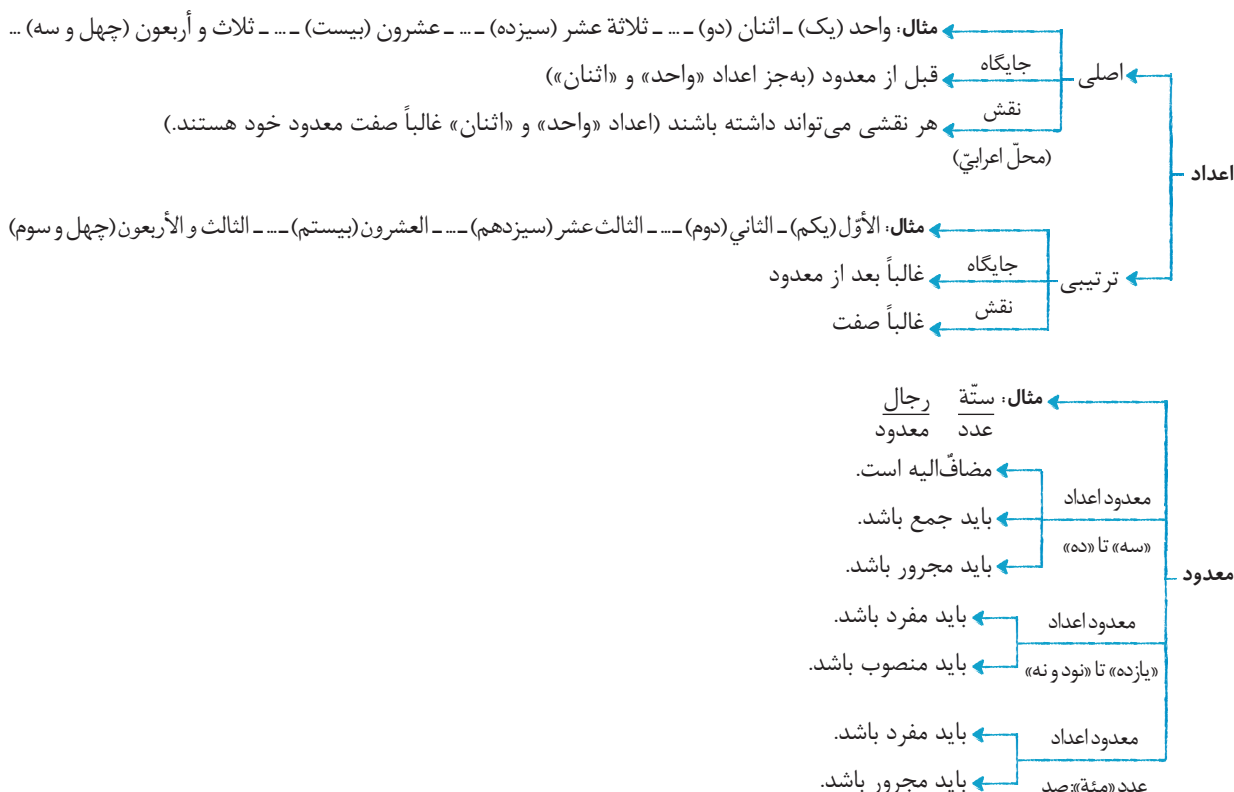 اعداد
اصلی
مثال: واحد (یک) ـ اثنان (دو) ـ ... ـ ثلاثة عشر (سیزده) ـ ... ـ عشرون (بیست) ـ ... ـ ثلاث و أربعون (چهل و سه) ...
جایگاه
قبل از معدود (به‌جز اعداد «واحد» و «اثنان»)
نقش
(محلّ اعرابيّ)
هر نقشی می‌تواند داشته باشند (اعداد «واحد» و «اثنان» غالباً صفت معدود خود هستند.)
ترتیبی
مثال: الأوّل (یکم) ـ الثاني (دوم) ـ ... ـ الثالث عشر (سیزدهم) ـ ... ـ العشرون (بیستم) ـ ... ـ الثالث و الأربعون (چهل و سوم)
جایگاه
غالباً بعد از معدود
نقش
غالباً صفت
معدود
مثال: ستّة رجال
عدد معدود
معدود اعداد
«سه» تا «ده»
مضافٌ‌الیه است.
باید جمع باشد.
باید مجرور باشد.
معدود اعداد
«یازده» تا «نود و نه»
باید مفرد باشد.
باید منصوب باشد.
معدود اعداد
عدد «مئة»: صد
باید مفرد باشد.
باید مجرور باشد.